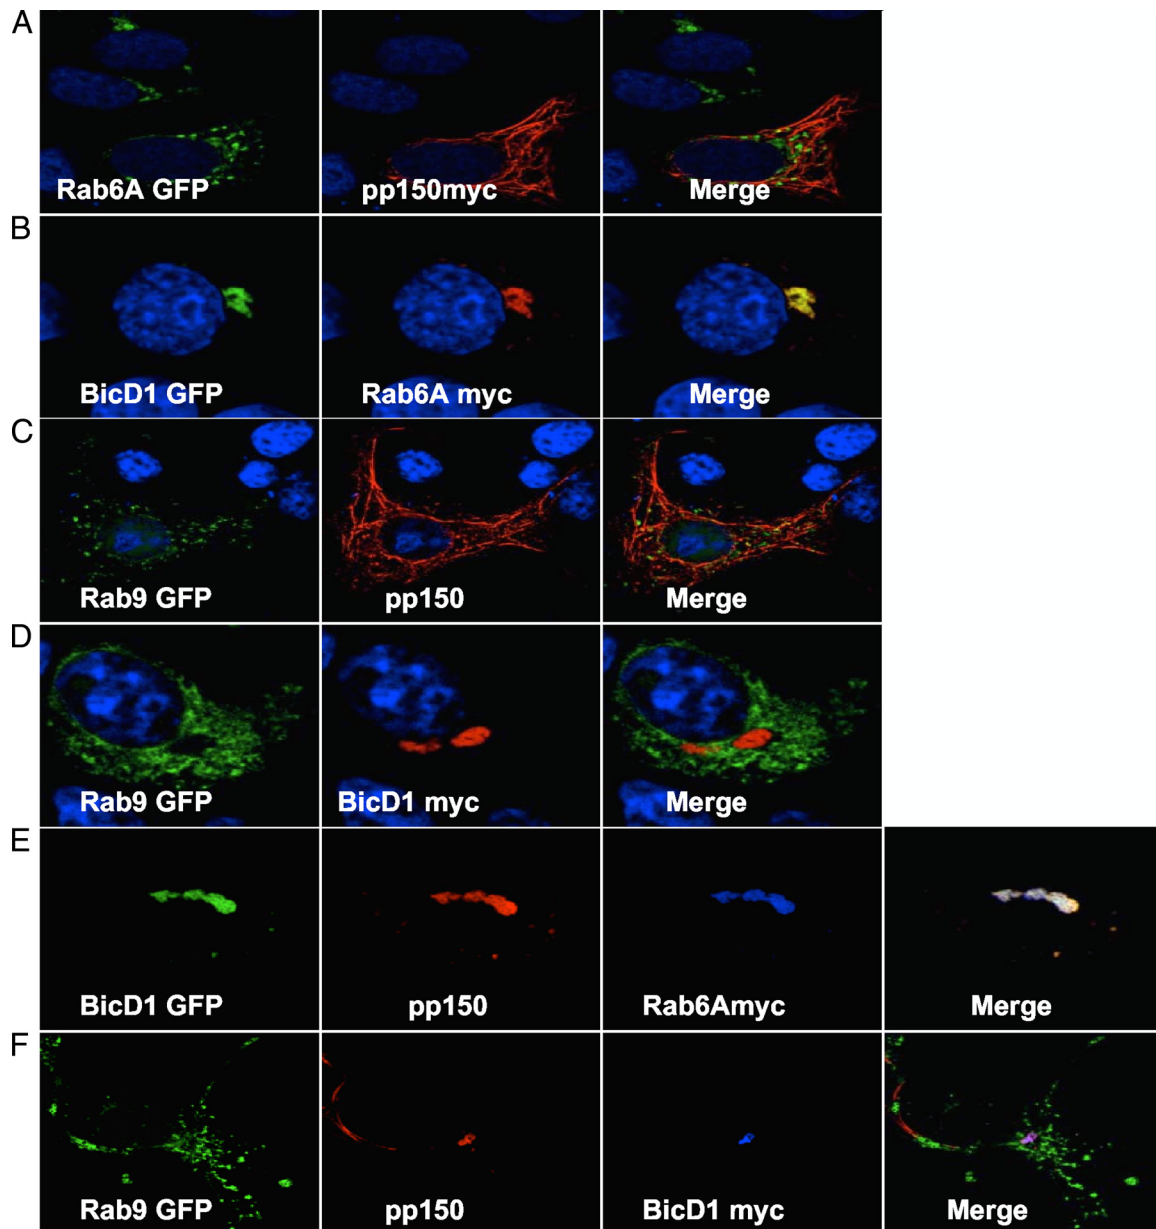 A
Rab6A GFP pp150myc Merge
B
BicD1 GFP Rab6A myc Merge
C
Rab9 GFP pp150 Merge
D
Rab9 GFP BicD1 myc Merge
E
BicD1 GFP pp150 Rab6Amyc Merge
F
Rab9 GFP pp150 BicD1 myc Merge